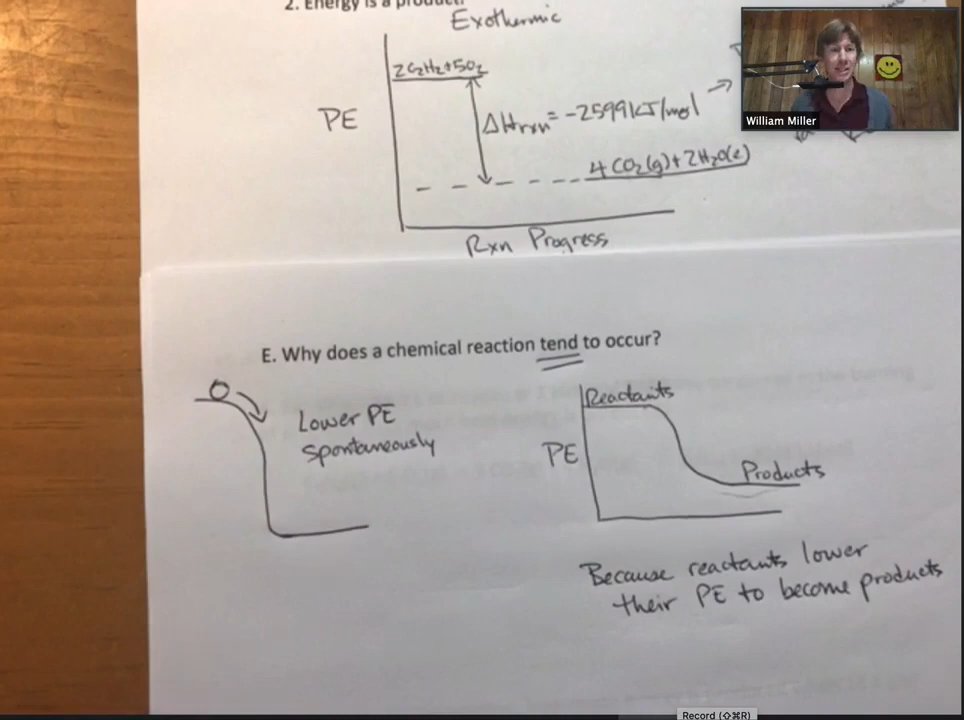 2. Energy is a product.
Exothermic
2C₂H₂+5O₂
PE
ΔHrxn = -2599 kJ/mol →
4CO₂(g)+2H₂O(ℓ)
Rxn Progress
William Miller
E. Why does a chemical reaction tend to occur?
Lower PE
spontaneously
Reactants
PE
Products
Because reactants lower
their PE to become products
Record (⇧⌘R)